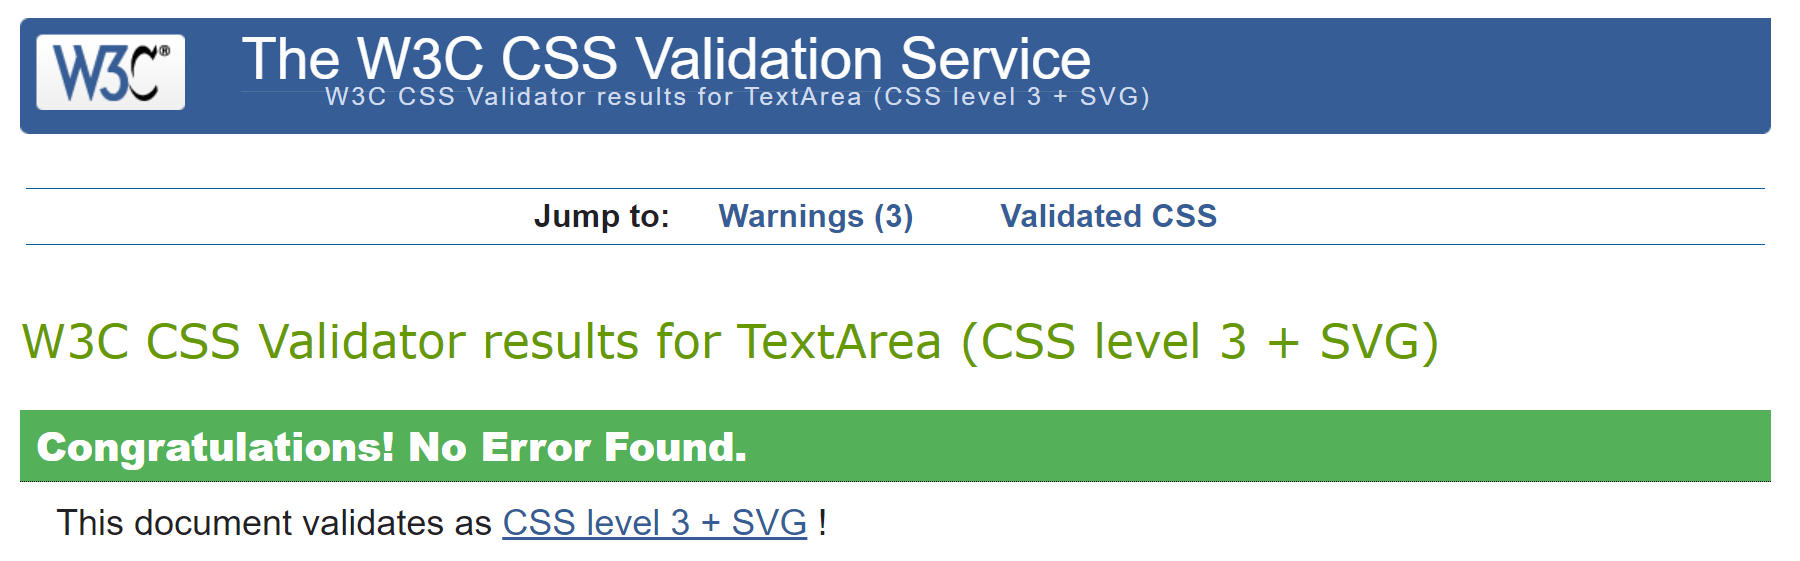 W3C®
The W3C CSS Validation Service
W3C CSS Validator results for TextArea (CSS level 3 + SVG)
Jump to: Warnings (3) Validated CSS
W3C CSS Validator results for TextArea (CSS level 3 + SVG)
Congratulations! No Error Found.
This document validates as CSS level 3 + SVG !